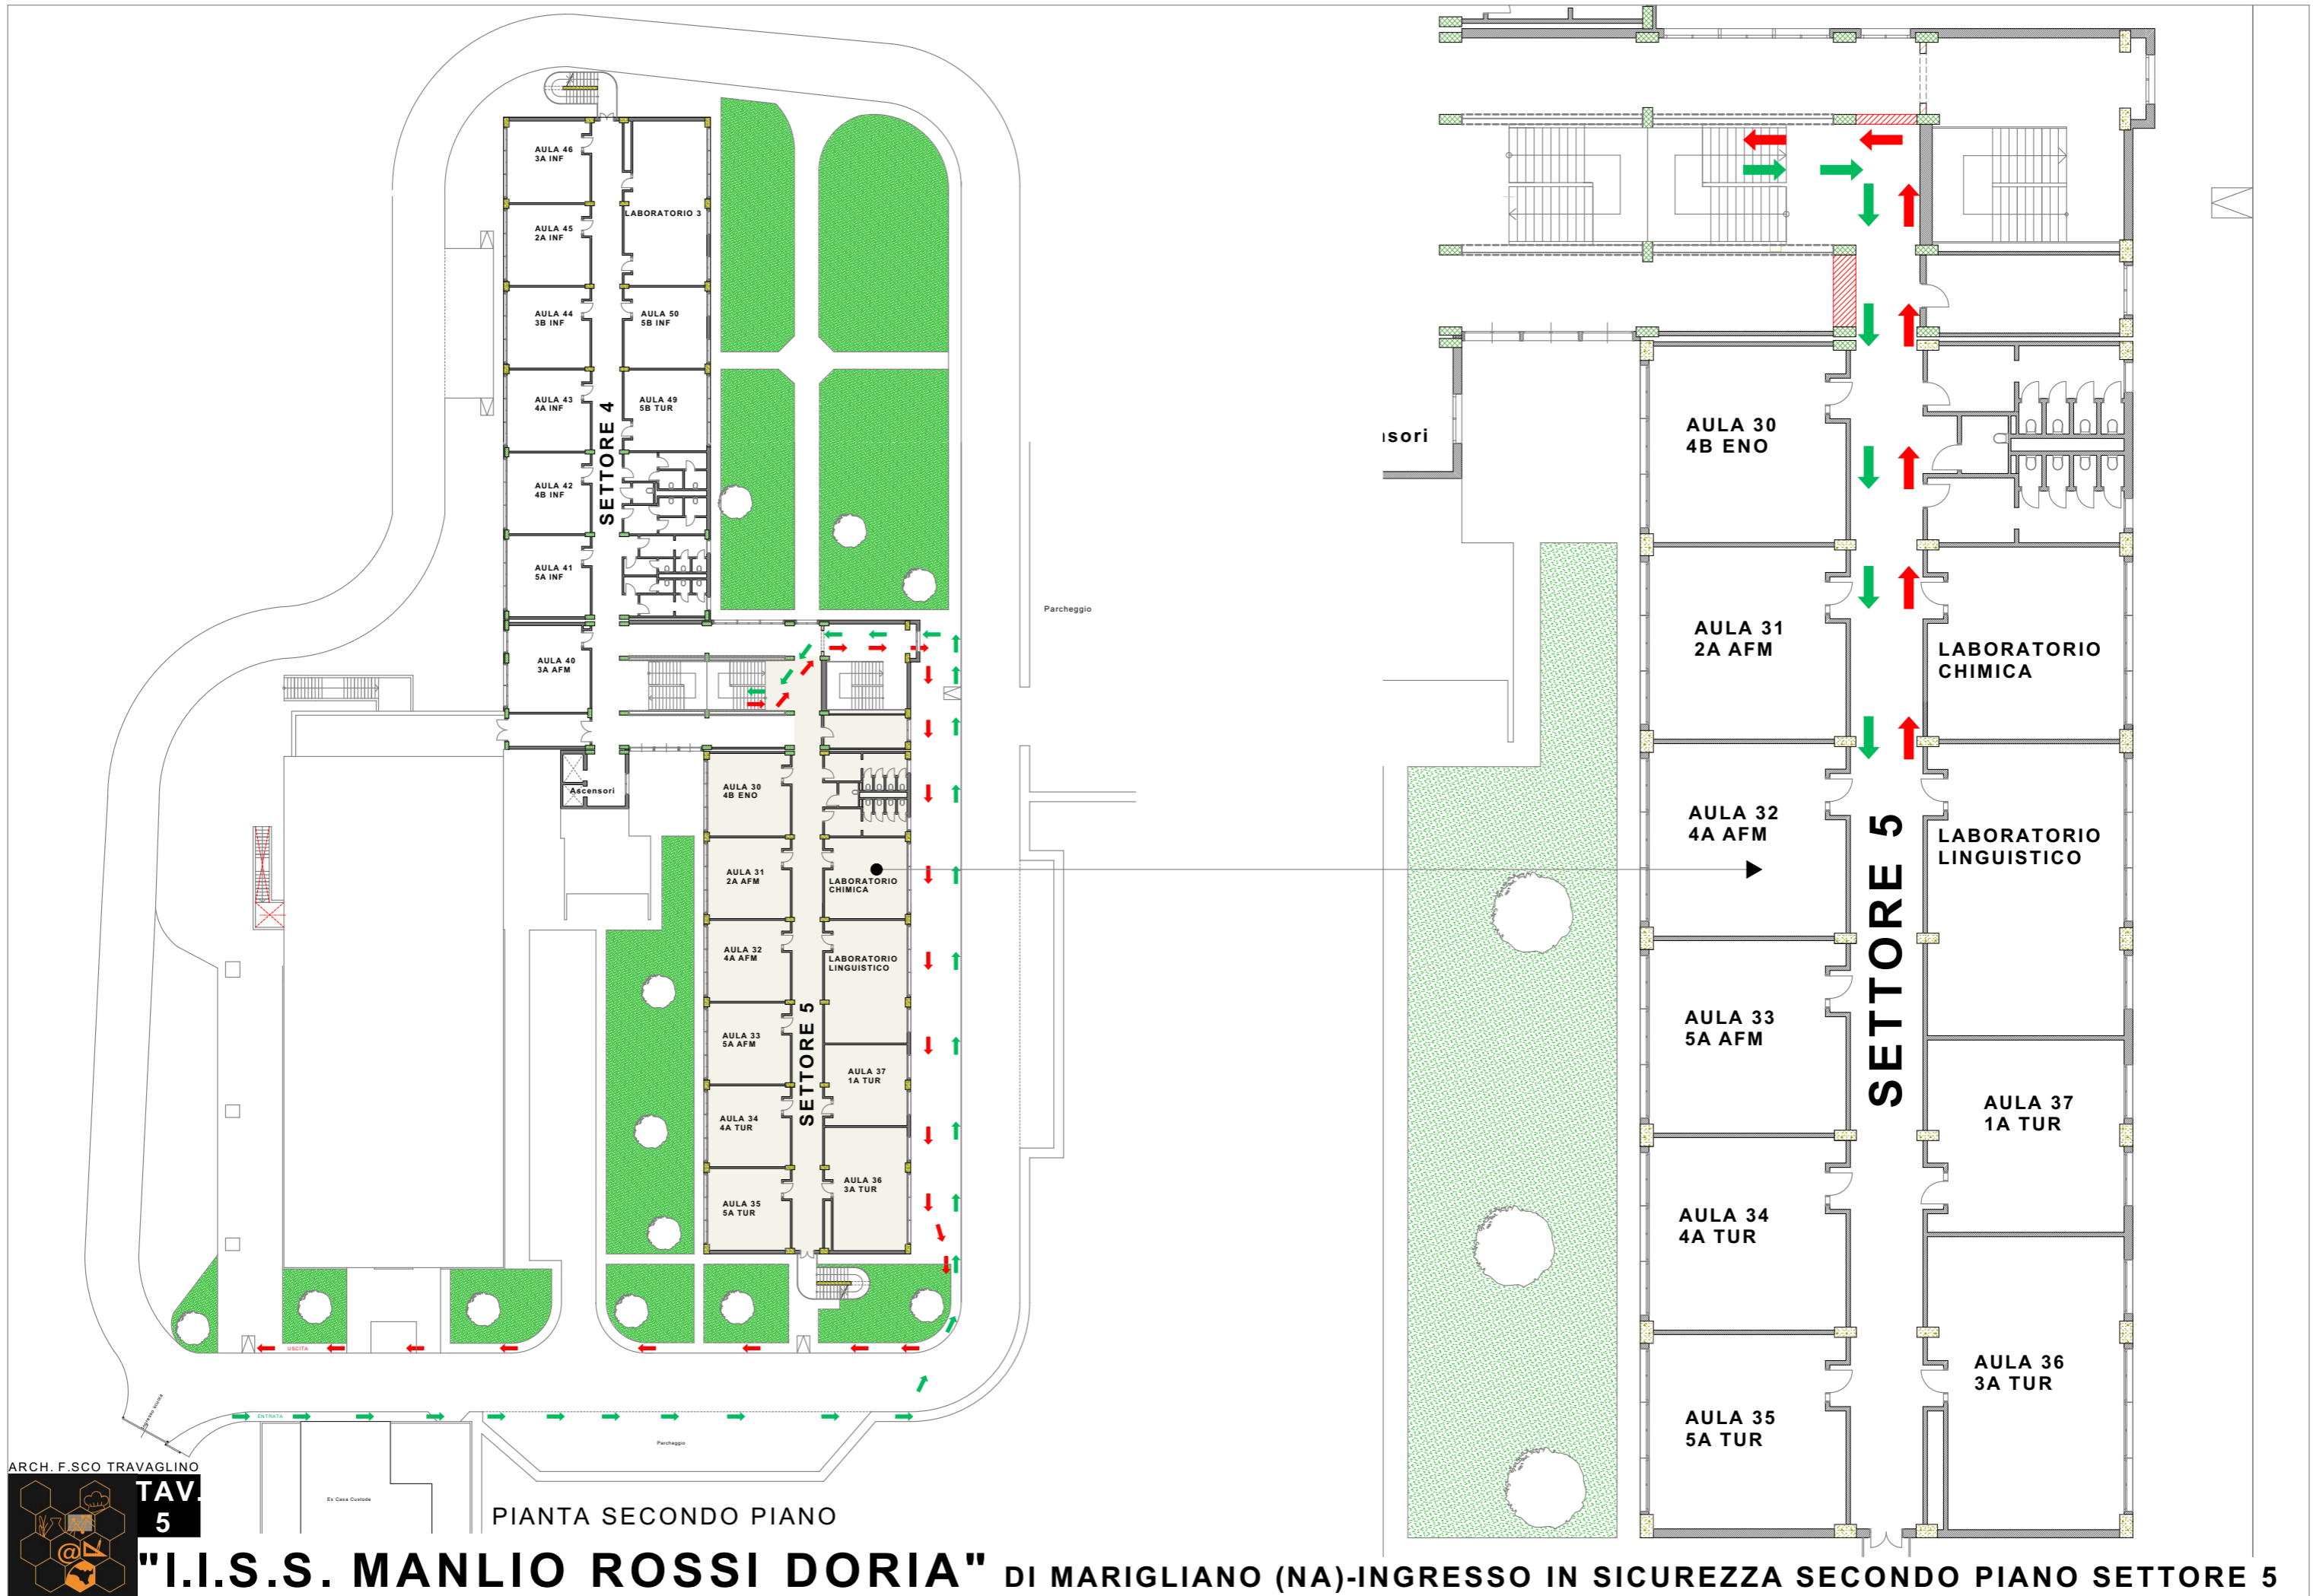 AULA 46
3A INF
LABORATORIO 3
AULA 45
2A INF
AULA 44
3B INF
AULA 50
5B INF
AULA 43
4A INF
AULA 49
5B TUR
SETTORE 4
AULA 42
4B INF
AULA 41
5A INF
AULA 40
3A AFM
Parcheggio
Ascensori
AULA 30
4B ENO
AULA 31
2A AFM
LABORATORIO
CHIMICA
AULA 32
4A AFM
LABORATORIO
LINGUISTICO
AULA 33
5A AFM
SETTORE 5
AULA 37
1A TUR
AULA 34
4A TUR
AULA 36
3A TUR
AULA 35
5A TUR
USCITA
ENTRATA
Parcheggio
Ex Casa Custode
sori
AULA 30
4B ENO
AULA 31
2A AFM
LABORATORIO
CHIMICA
AULA 32
4A AFM
LABORATORIO
LINGUISTICO
SETTORE 5
AULA 33
5A AFM
AULA 37
1A TUR
AULA 34
4A TUR
AULA 36
3A TUR
AULA 35
5A TUR
ARCH. F.SCO TRAVAGLINO
TAV.
5
@
PIANTA SECONDO PIANO
"I.I.S.S. MANLIO ROSSI DORIA" DI MARIGLIANO (NA)-INGRESSO IN SICUREZZA SECONDO PIANO SETTORE 5